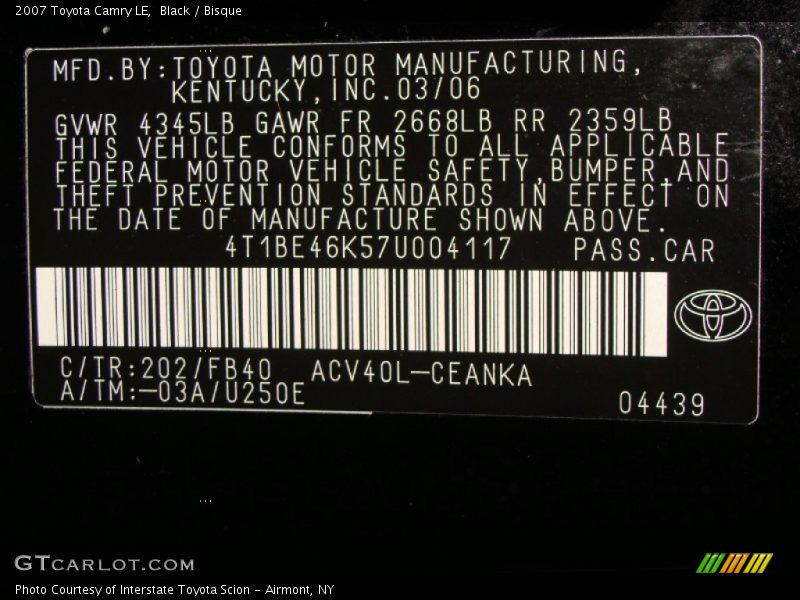 2007 Toyota Camry LE, Black / Bisque
MFD.BY:TOYOTA MOTOR MANUFACTURING,
KENTUCKY,INC.03/06
GVWR 4345LB GAWR FR 2668LB RR 2359LB
THIS VEHICLE CONFORMS TO ALL APPLICABLE
FEDERAL MOTOR VEHICLE SAFETY,BUMPER,AND
THEFT PREVENTION STANDARDS IN EFFECT ON
THE DATE OF MANUFACTURE SHOWN ABOVE.
4T1BE46K57U004117 PASS.CAR
C/TR:202/FB40 ACV40L-CEANKA
A/TM:-03A/U250E
04439
GTCARLOT.COM
Photo Courtesy of Interstate Toyota Scion - Airmont, NY